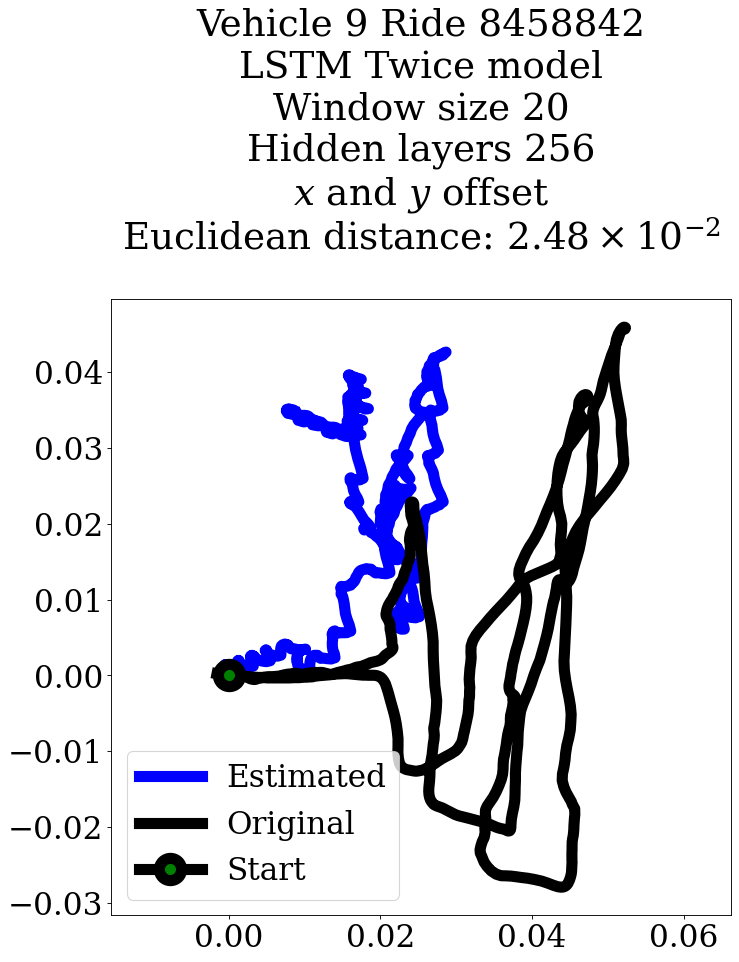 Vehicle 9 Ride 8458842
LSTM Twice model
Window size 20
Hidden layers 256
x and y offset
Euclidean distance: 2.48 × 10⁻²
0.04
0.03
0.02
0.01
0.00
−0.01
−0.02
−0.03
Estimated
Original
Start
0.00 0.02 0.04 0.06